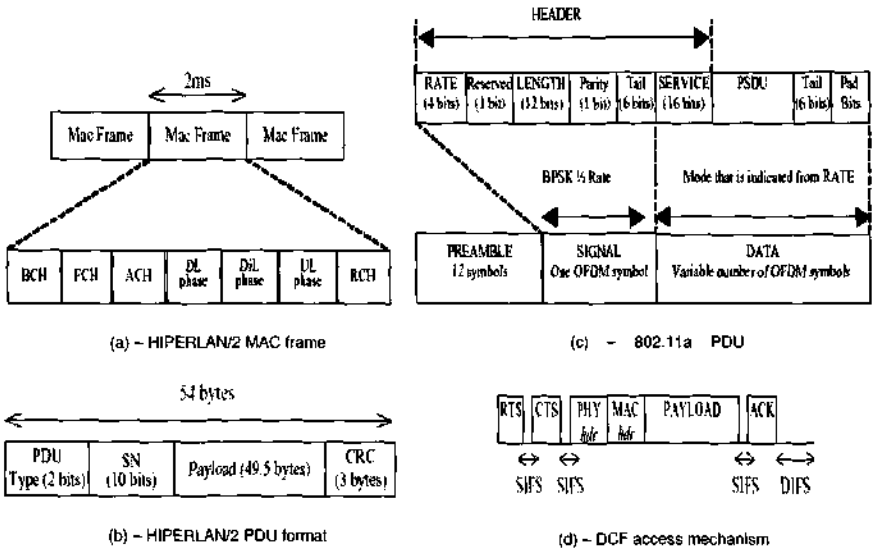 2ms
Mac Frame Mac Frame Mac Frame
BCH FCH ACH DL phase DiL phase UL phase RCH
(a) – HIPERLAN/2 MAC frame
54 bytes
PDU Type (2 bits) SN (10 bits) Payload (49.5 bytes) CRC (3 bytes)
(b) – HIPERLAN/2 PDU format
HEADER
RATE (4 bits) Reserved (1 bit) LENGTH (12 bits) Parity (1 bit) Tail (6 bits) SERVICE (16 bits) PSDU Tail (6 bits) Pad Bits
BPSK ½ Rate Mode that is indicated from RATE
PREAMBLE 12 symbols SIGNAL One OFDM symbol DATA Variable number of OFDM symbols
(c) – 802.11a PDU
RTS CTS PHY hdr MAC hdr PAYLOAD ACK
SIFS SIFS SIFS DIFS
(d) – DCF access mechanism